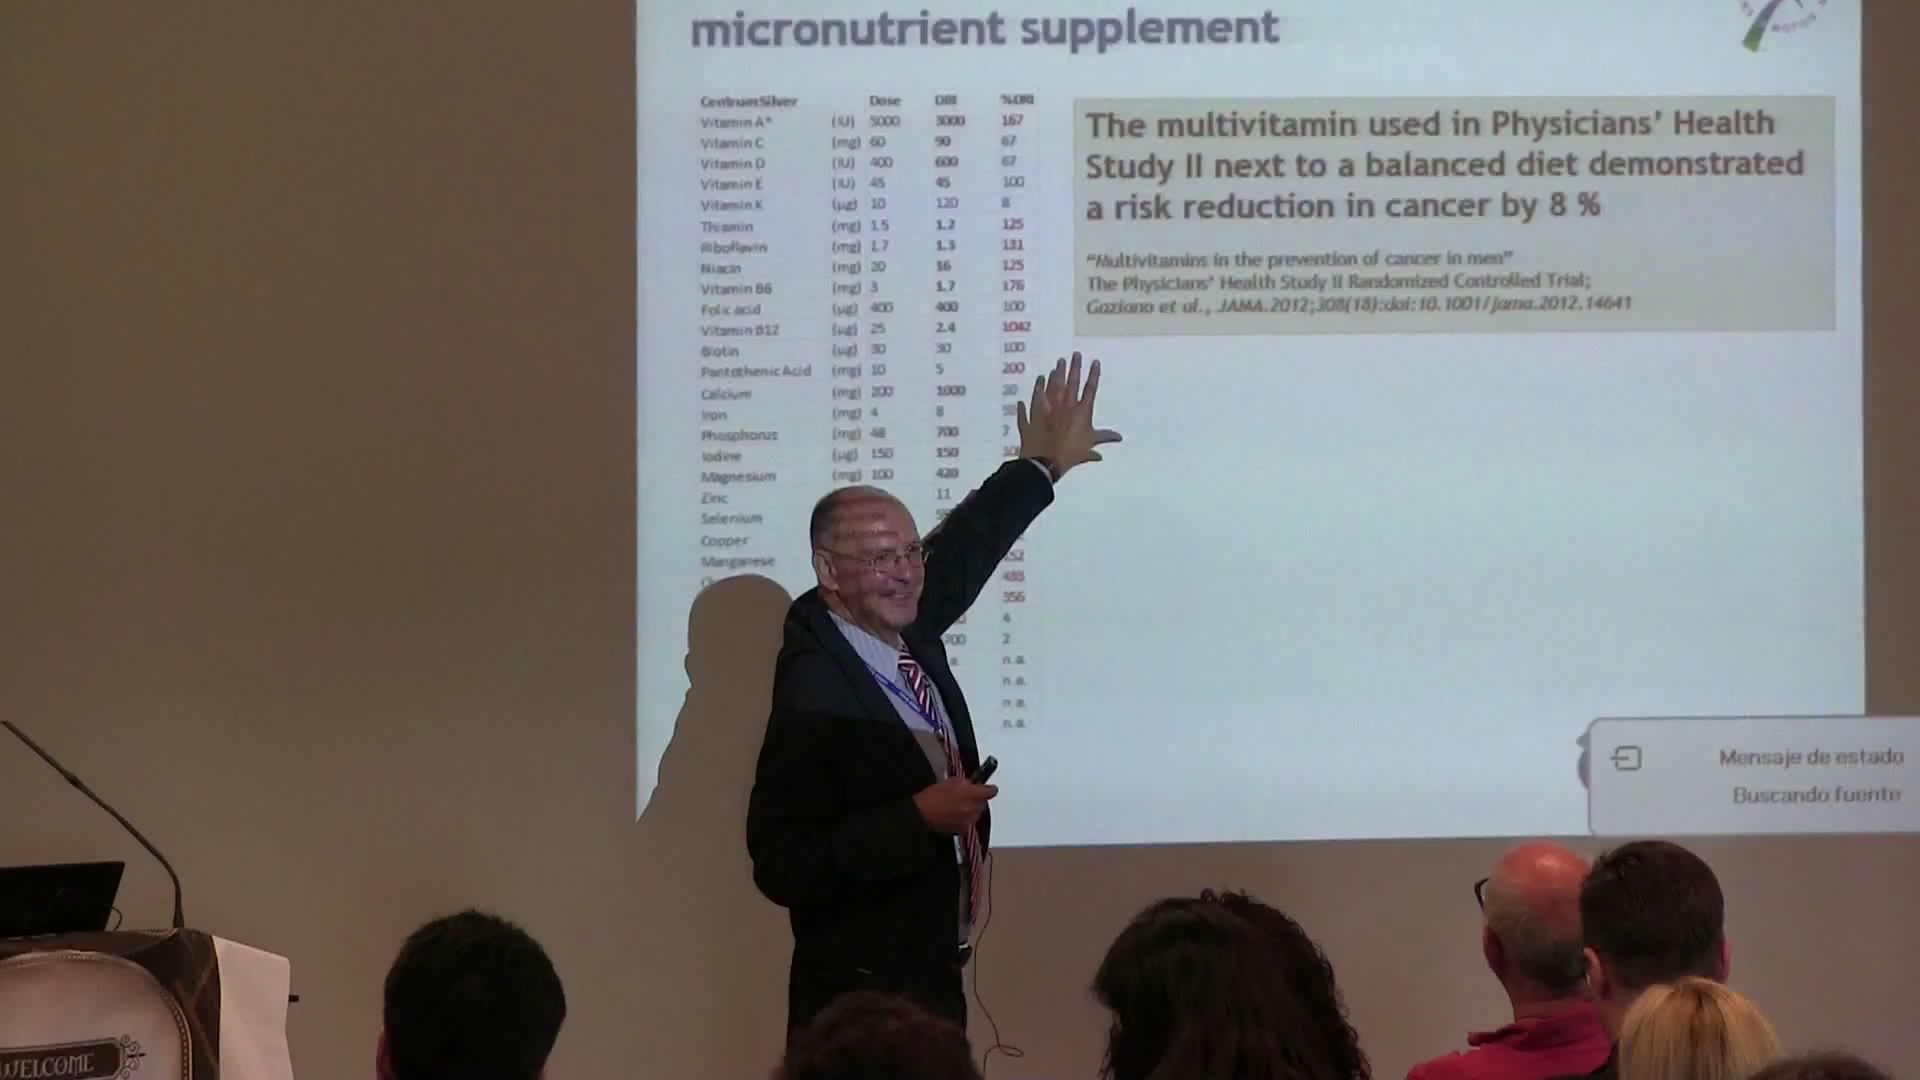 micronutrient supplement
Centrum Silver Dose DRI %DRI
Vitamin A* (IU) 5000 3000 167
Vitamin C (mg) 60 90 67
Vitamin D (IU) 400 600 67
Vitamin E (IU) 45 45 100
Vitamin K (µg) 10 120 8
Thiamin (mg) 1.5 1.2 125
Riboflavin (mg) 1.7 1.3 131
Niacin (mg) 20 16 125
Vitamin B6 (mg) 3 1.7 176
Folic acid (µg) 400 400 100
Vitamin B12 (µg) 25 2.4 1042
Biotin (µg) 30 30 100
Pantothenic Acid (mg) 10 5 200
Calcium (mg) 200 1000 20
Iron (mg) 4 8
Phosphorus (mg) 48 700 7
Iodine (µg) 150 150
Magnesium (mg) 100 420
Zinc 11
Selenium
Copper
Manganese
356
4
2
n.a.
n.a.
n.a.
n.a.
The multivitamin used in Physicians’ Health
Study II next to a balanced diet demonstrated
a risk reduction in cancer by 8 %
“Multivitamins in the prevention of cancer in men”
The Physicians’ Health Study II Randomized Controlled Trial;
Gaziano et al., JAMA.2012;308(18):doi:10.1001/jama.2012.14641
Mensaje de estado
Buscando fuente
WELCOME